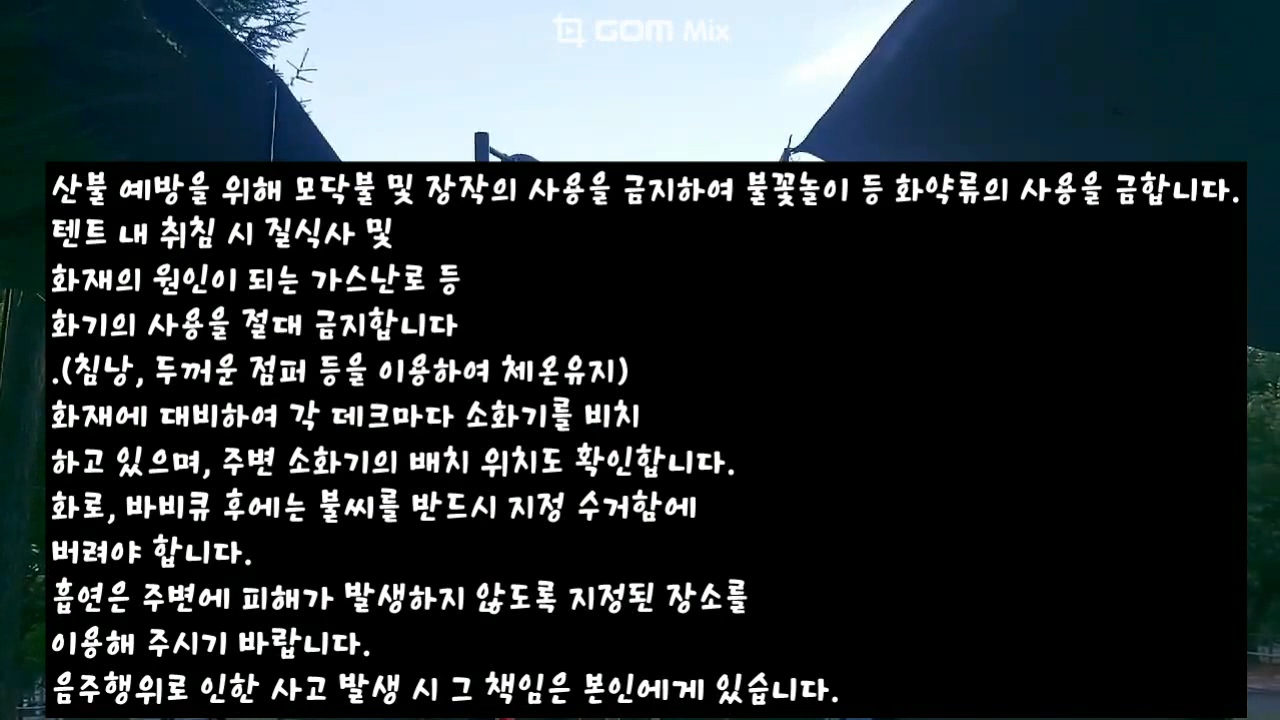 GOM Mix
산불 예방을 위해 모닥불 및 장작의 사용을 금지하여 불꽃놀이 등 화약류의 사용을 금합니다.
텐트 내 취침 시 질식사 및
화재의 원인이 되는 가스난로 등
화기의 사용을 절대 금지합니다
.(침낭, 두꺼운 점퍼 등을 이용하여 체온유지)
화재에 대비하여 각 데크마다 소화기를 비치
하고 있으며, 주변 소화기의 배치 위치도 확인합니다.
화로, 바비큐 후에는 불씨를 반드시 지정 수거함에
버려야 합니다.
흡연은 주변에 피해가 발생하지 않도록 지정된 장소를
이용해 주시기 바랍니다.
음주행위로 인한 사고 발생 시 그 책임은 본인에게 있습니다.